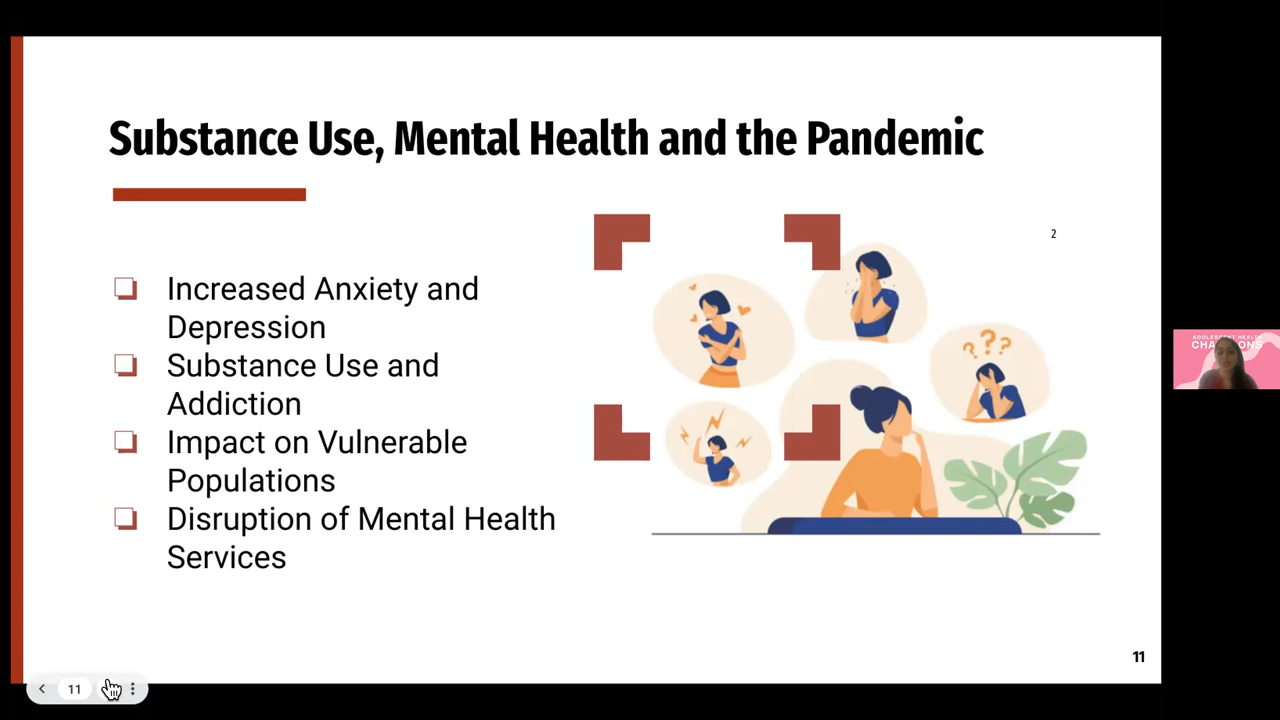 Substance Use, Mental Health and the Pandemic
2
Increased Anxiety and
Depression
Substance Use and
Addiction
Impact on Vulnerable
Populations
Disruption of Mental Health
Services
? ? ?
11
11